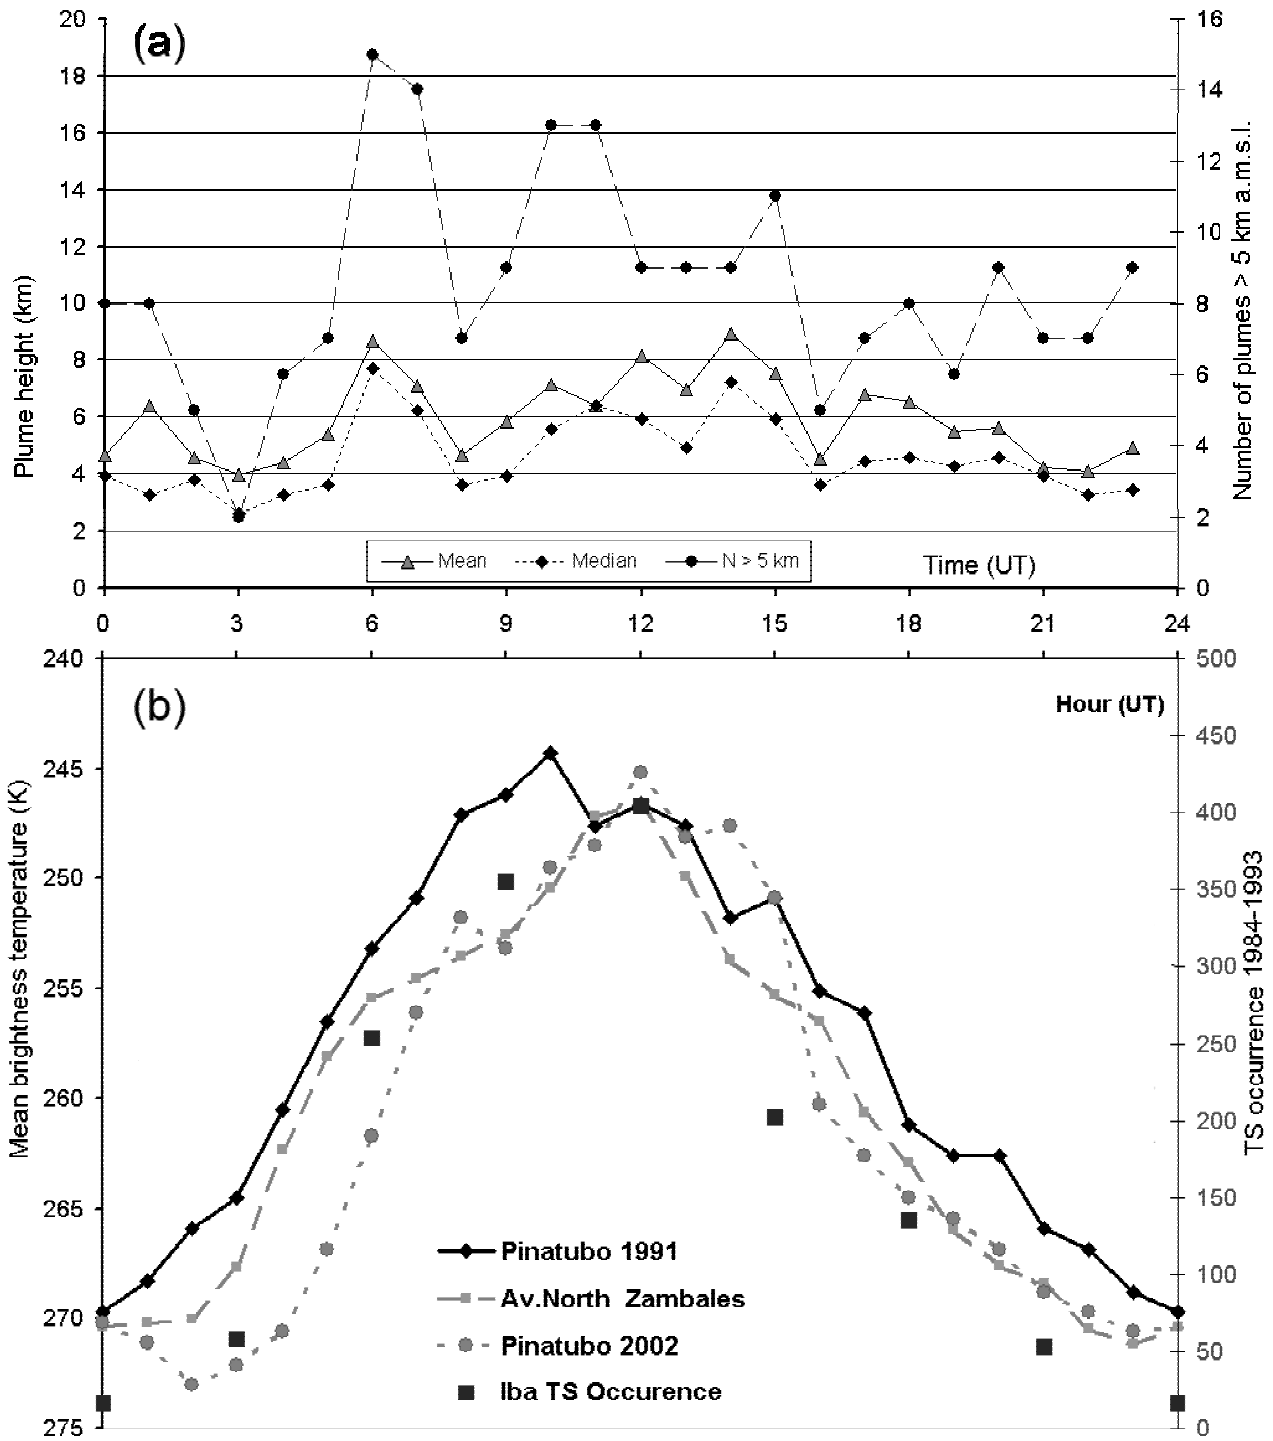 (a)
20
18
16
14
12
10
8
6
4
2
0
Plume height (km)
16
14
12
10
8
6
4
2
0
Number of plumes > 5 km a.m.s.l.
Mean Median N > 5 km
Time (UT)
0 3 6 9 12 15 18 21 24
(b)
Hour (UT)
240
245
250
255
260
265
270
275
Mean brightness temperature (K)
500
450
400
350
300
250
200
150
100
50
0
TS occurrence 1984-1993
Pinatubo 1991
Av.North Zambales
Pinatubo 2002
Iba TS Occurence